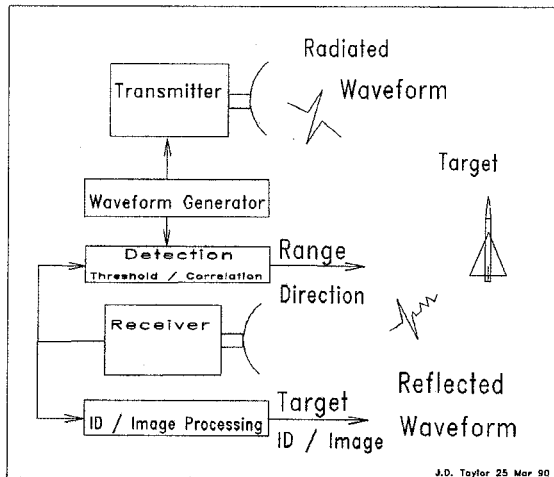 Radiated
Waveform
Transmitter
Target
Waveform Generator
Detection
Threshold / Correlation
Range
Direction
Receiver
Reflected
Waveform
ID / Image Processing
Target
ID / Image
J.D. Taylor 25 Mar 90